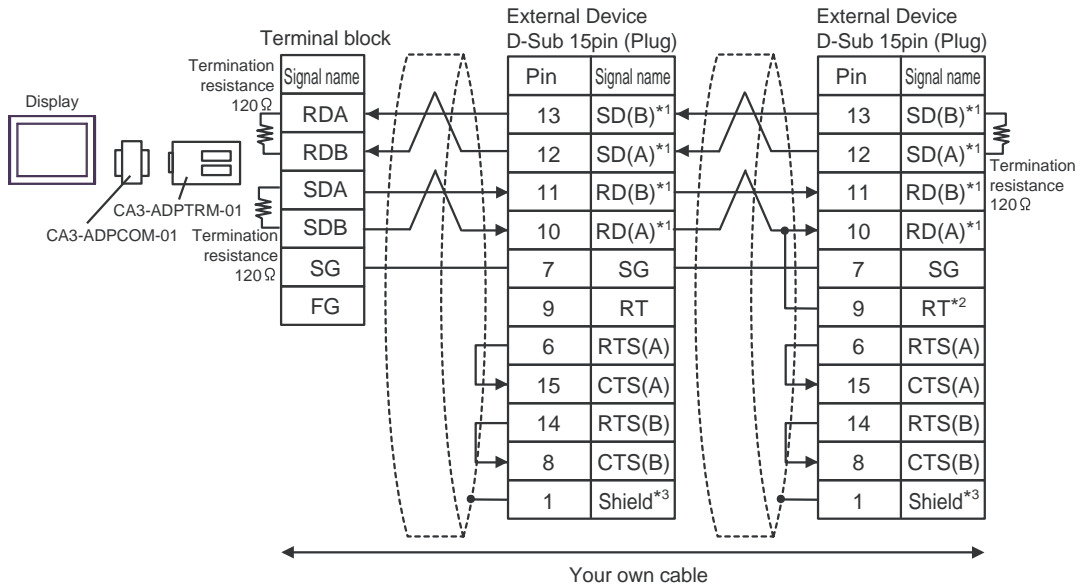 Display
CA3-ADPCOM-01
CA3-ADPTRM-01
Termination
resistance
120Ω
Termination
resistance
120Ω
Terminal block
Signal name
RDA
RDB
SDA
SDB
SG
FG
External Device
D-Sub 15pin (Plug)
Pin Signal name
13 SD(B)*1
12 SD(A)*1
11 RD(B)*1
10 RD(A)*1
7 SG
9 RT
6 RTS(A)
15 CTS(A)
14 RTS(B)
8 CTS(B)
1 Shield*3
External Device
D-Sub 15pin (Plug)
Pin Signal name
13 SD(B)*1
12 SD(A)*1
11 RD(B)*1
10 RD(A)*1
7 SG
9 RT*2
6 RTS(A)
15 CTS(A)
14 RTS(B)
8 CTS(B)
1 Shield*3
Termination
resistance
120Ω
Your own cable